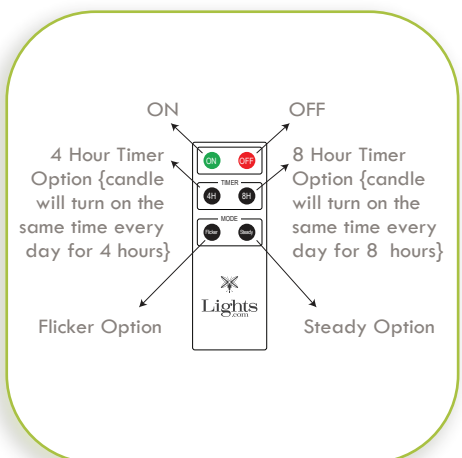 ON
OFF
4 Hour Timer
Option {candle
will turn on the
same time every
day for 4 hours}
8 Hour Timer
Option {candle
will turn on the
same time every
day for 8 hours}
ON OFF
TIMER
4H 8H
MODE
Flicker Steady
Lights
.com
Flicker Option
Steady Option